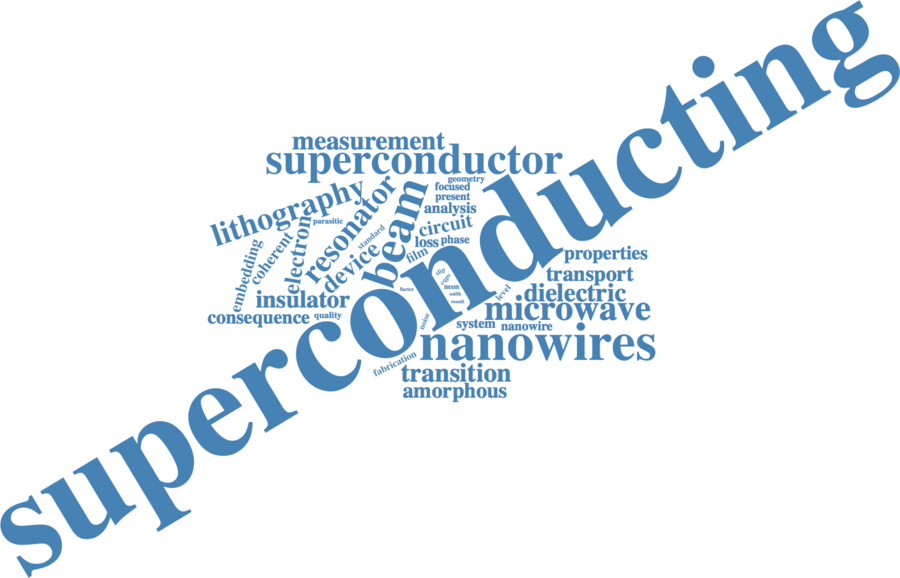 superconducting
measurement
superconductor
geometry
focused
present
analysis
lithography
parasitic
resonator
beam
circuit
standard
loss phase
electron
coherent
embedding
device
film
slip
cqps
neon
width
result
factor
level
properties
transport
dielectric
insulator
consequence
quality
microwave
noise
system
nanowire
nanowires
fabrication
transition
amorphous